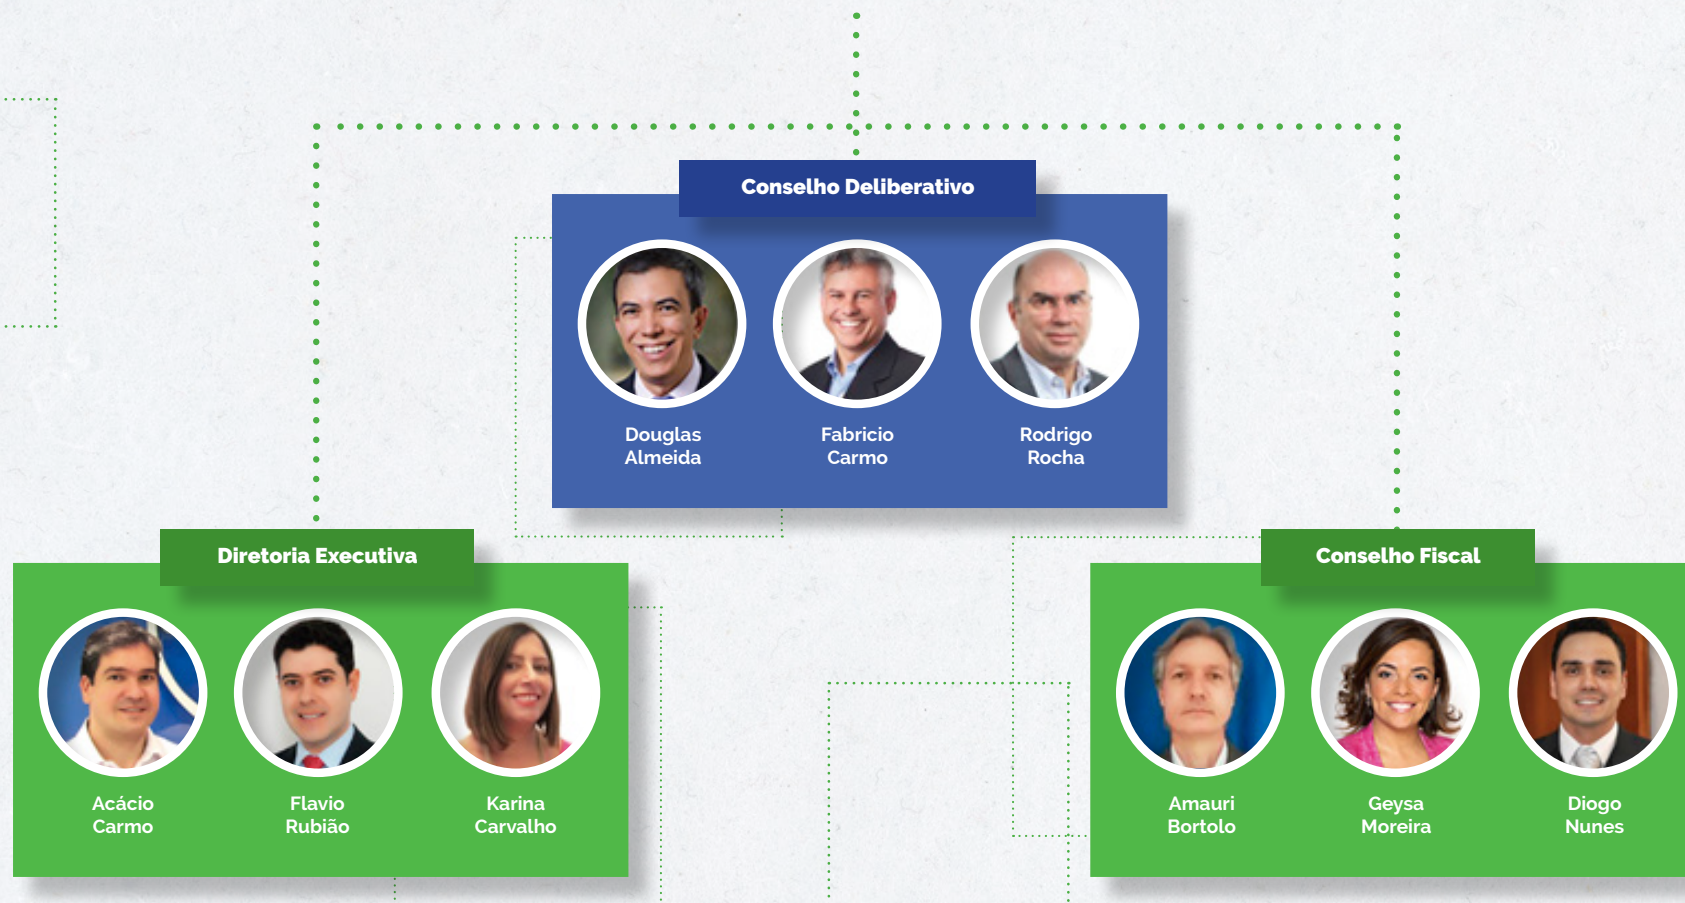 Conselho Deliberativo
Douglas
Almeida
Fabricio
Carmo
Rodrigo
Rocha
Diretoria Executiva
Acácio
Carmo
Flavio
Rubião
Karina
Carvalho
Conselho Fiscal
Amauri
Bortolo
Geysa
Moreira
Diogo
Nunes